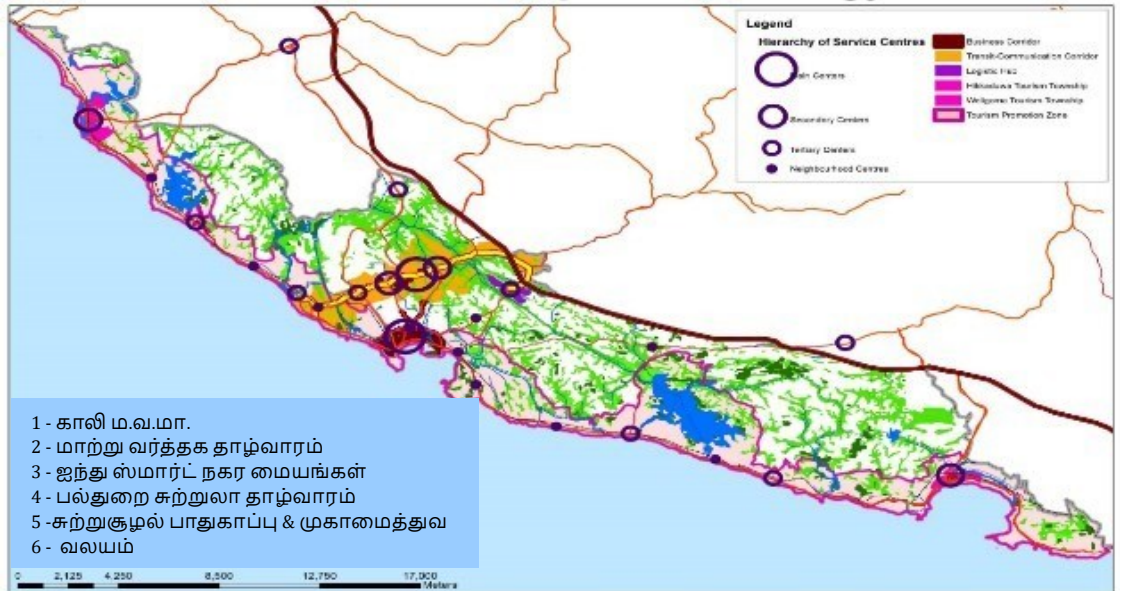 Legend
Hierarchy of Service Centres
Main Centers
Secondary Centers
Tertiary Centers
Neighbourhood Centres
Business Corridor
Transit-Communication Corridor
Logistic Hub
Hikkaduwa Tourism Township
Weligama Tourism Township
Tourism Promotion Zone
1 - காலி ம.வ.மா.
2 - மாற்று வர்த்தக தாழ்வாரம்
3 - ஐந்து ஸ்மார்ட் நகர மையங்கள்
4 - பல்துறை சுற்றுலா தாழ்வாரம்
5 -சுற்றுசூழல் பாதுகாப்பு & முகாமைத்துவ
6 - வலயம்
0 2,125 4,250 8,500 12,750 17,000
Meters